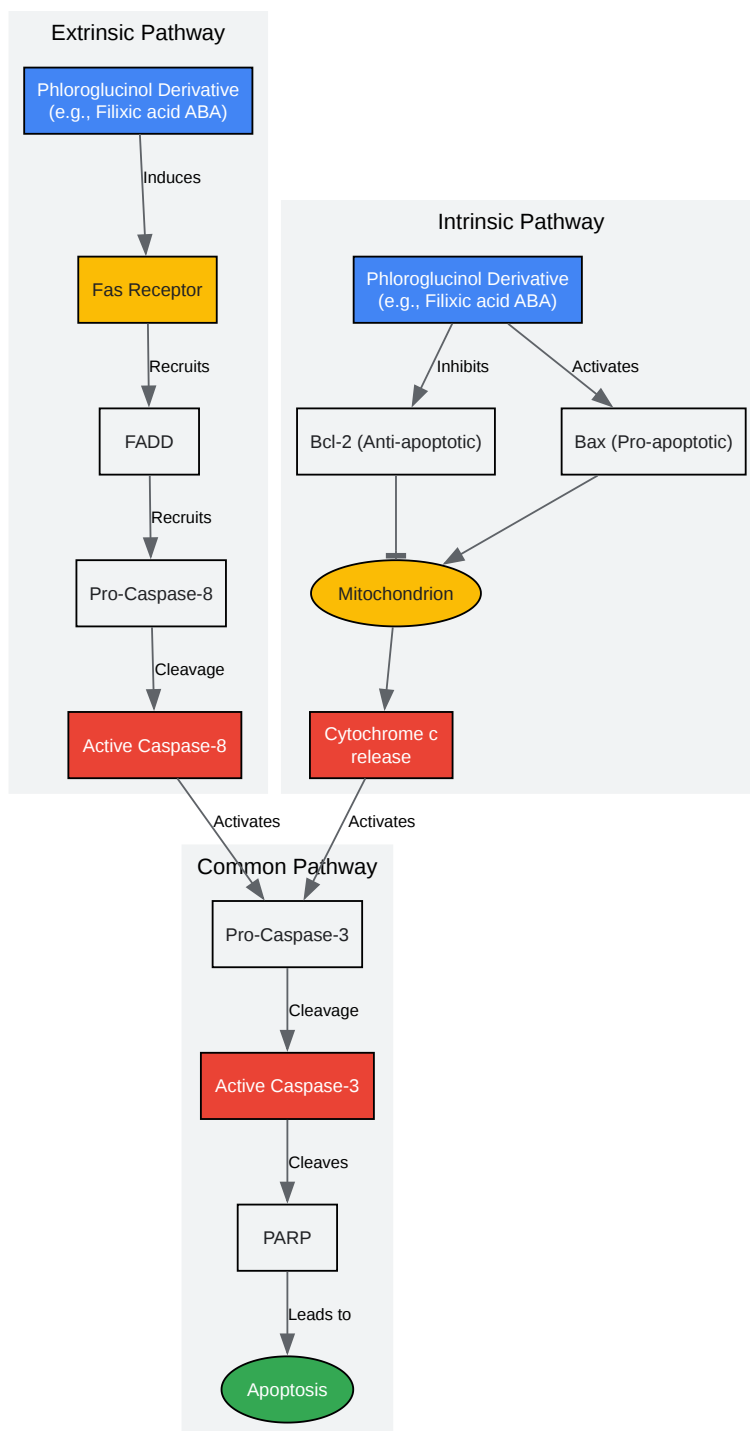 Extrinsic Pathway
Phloroglucinol Derivative
(e.g., Filixic acid ABA)
Induces
Fas Receptor
Recruits
FADD
Recruits
Pro-Caspase-8
Cleavage
Active Caspase-8
Activates
Intrinsic Pathway
Phloroglucinol Derivative
(e.g., Filixic acid ABA)
Inhibits
Activates
Bcl-2 (Anti-apoptotic)
Bax (Pro-apoptotic)
Mitochondrion
Cytochrome c
release
Activates
Common Pathway
Pro-Caspase-3
Cleavage
Active Caspase-3
Cleaves
PARP
Leads to
Apoptosis